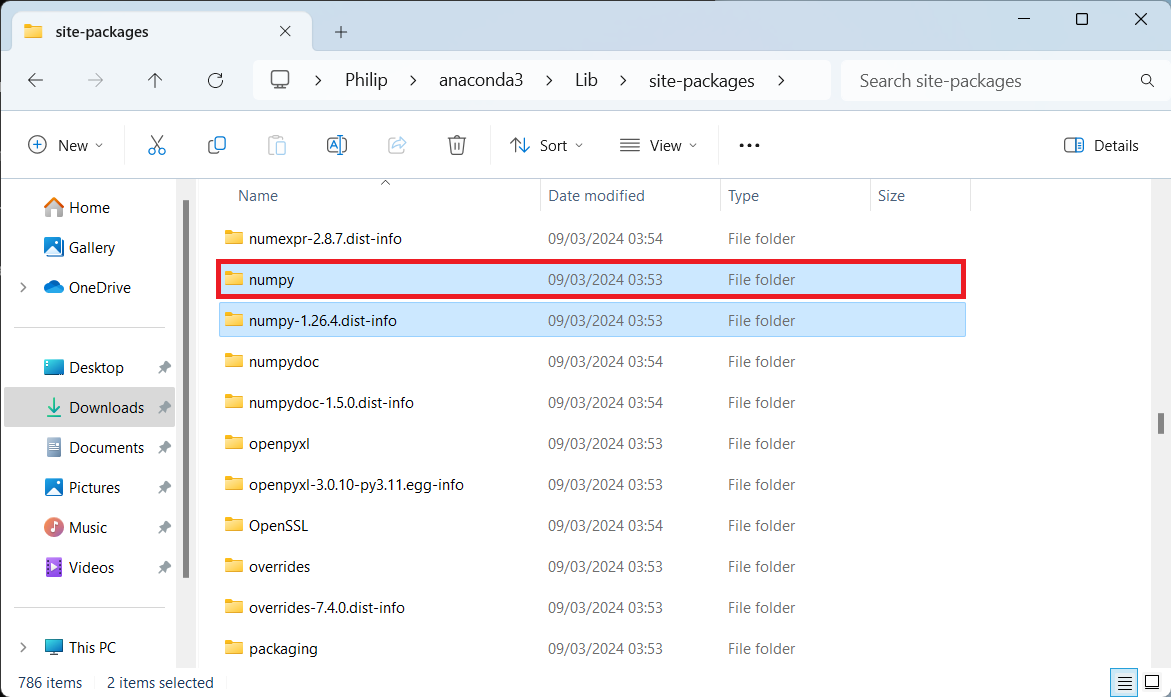 site-packages
Philip anaconda3 Lib site-packages Search site-packages
New Sort View Details
Name Date modified Type Size
Home
Gallery
OneDrive
Desktop
Downloads
Documents
Pictures
Music
Videos
This PC
numexpr-2.8.7.dist-info 09/03/2024 03:54 File folder
numpy 09/03/2024 03:53 File folder
numpy-1.26.4.dist-info 09/03/2024 03:53 File folder
numpydoc 09/03/2024 03:54 File folder
numpydoc-1.5.0.dist-info 09/03/2024 03:54 File folder
openpyxl 09/03/2024 03:53 File folder
openpyxl-3.0.10-py3.11.egg-info 09/03/2024 03:53 File folder
OpenSSL 09/03/2024 03:54 File folder
overrides 09/03/2024 03:53 File folder
overrides-7.4.0.dist-info 09/03/2024 03:53 File folder
packaging 09/03/2024 03:53 File folder
786 items 2 items selected